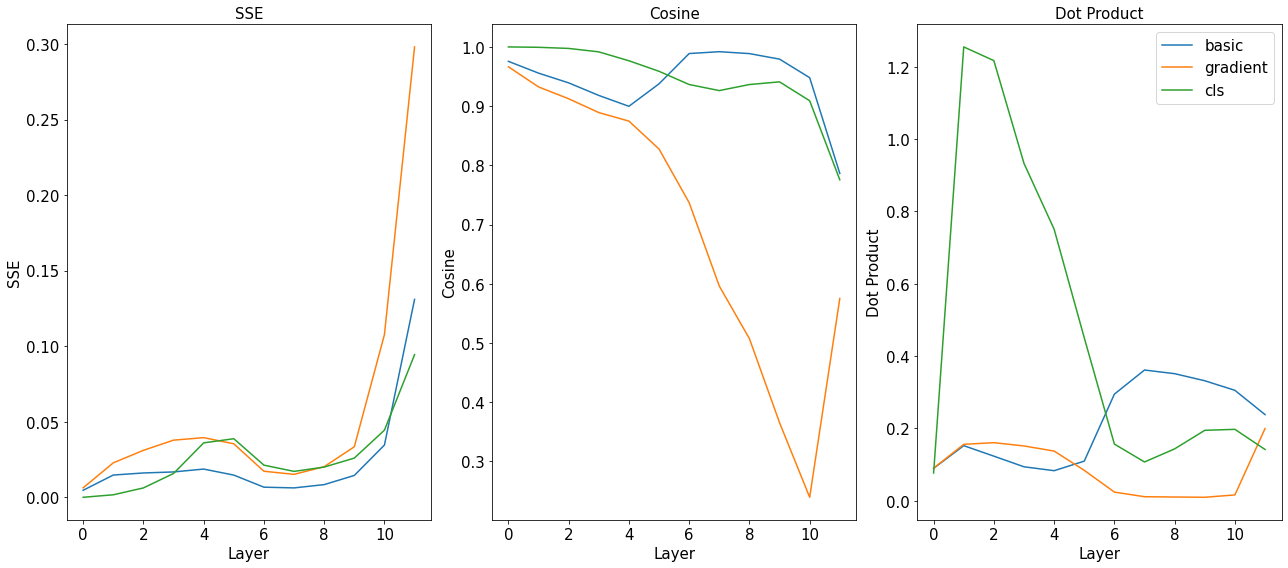 SSE
0.30
0.25
0.20
0.15
0.10
0.05
0.00
SSE
0 2 4 6 8 10
Layer
Cosine
1.0
0.9
0.8
0.7
0.6
0.5
0.4
0.3
Cosine
0 2 4 6 8 10
Layer
Dot Product
1.2
1.0
0.8
0.6
0.4
0.2
0.0
Dot Product
0 2 4 6 8 10
Layer
basic
gradient
cls